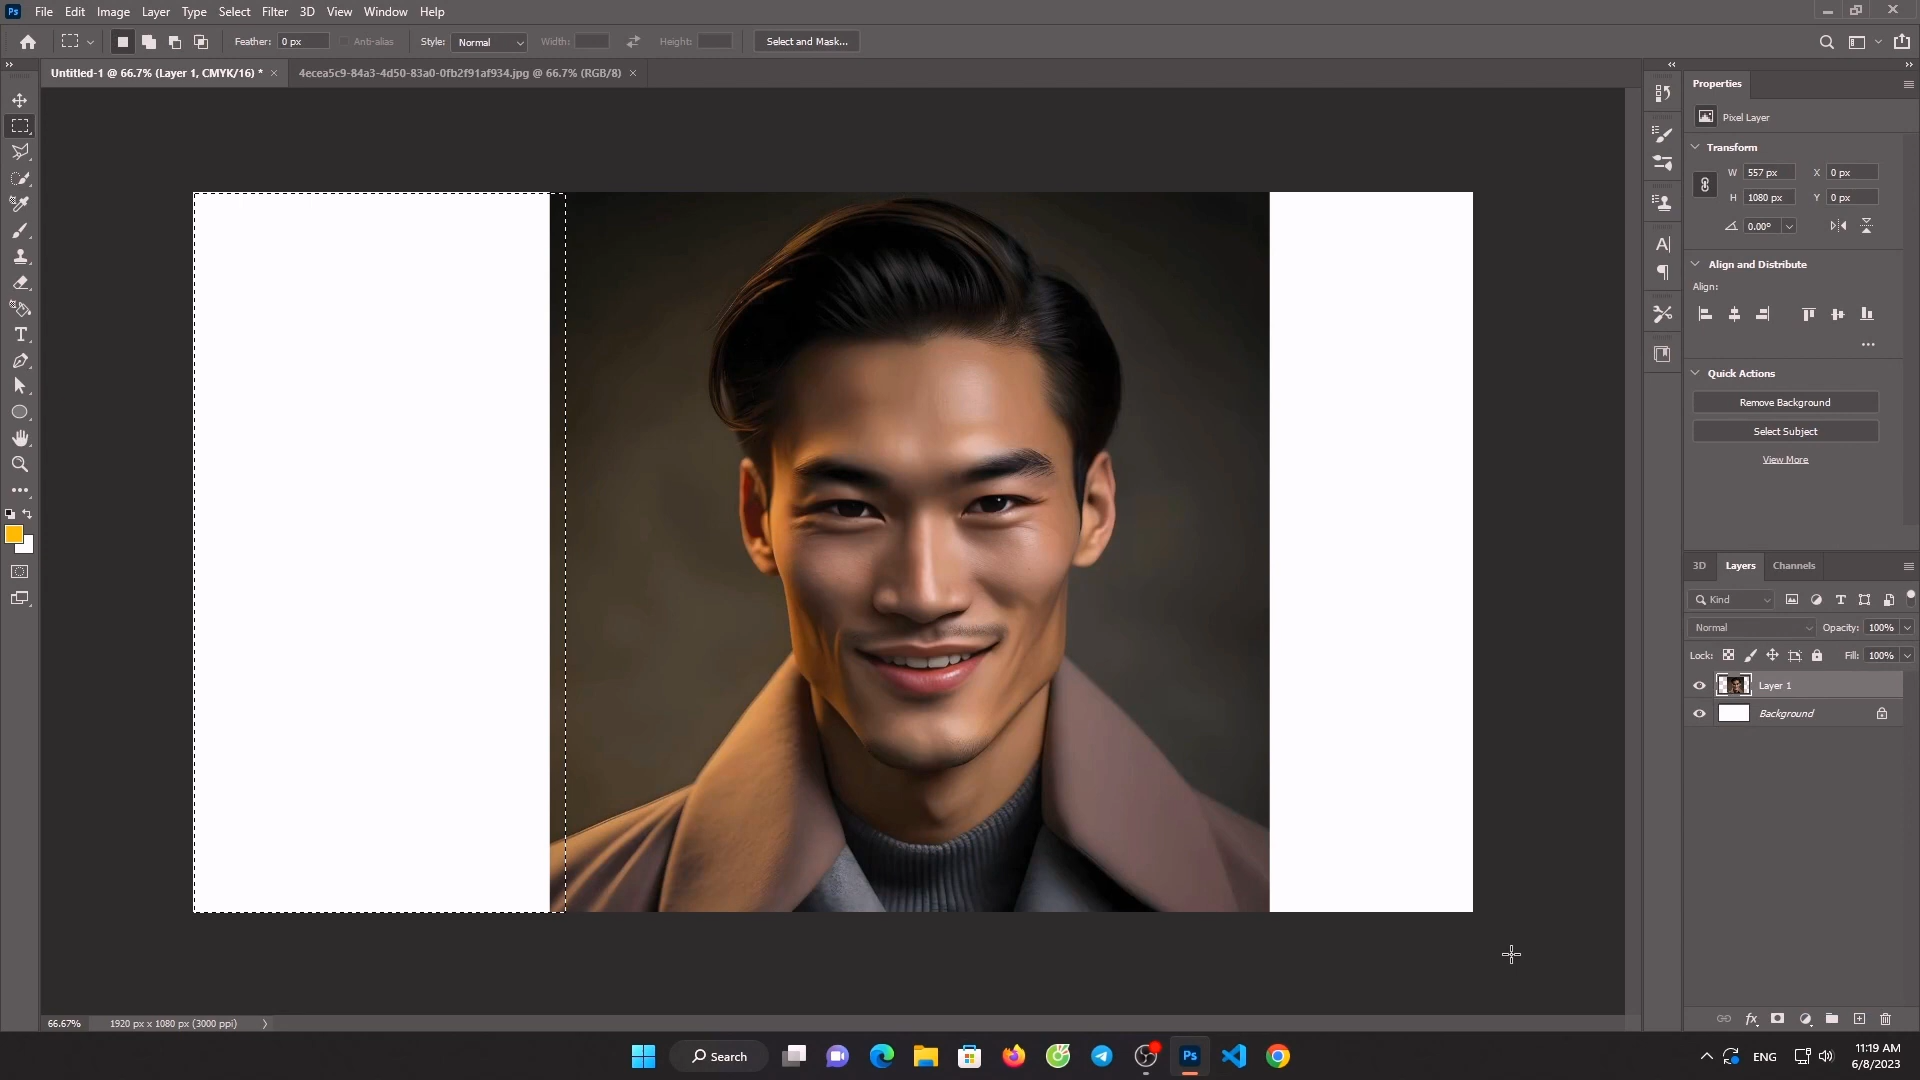 Ps File Edit Image Layer Type Select Filter 3D View Window Help
Feather: 0 px Anti-alias Style: Normal Width: Height: Select and Mask...
Untitled-1 @ 66.7% (Layer 1, CMYK/16) * × 4ecea5c9-84a3-4d50-83a0-0fb2f91af934.jpg @ 66.7% (RGB/8) ×
Properties
Pixel Layer
Transform
W 557 px X 0 px
H 1080 px Y 0 px
0.00°
Align and Distribute
Align:
Quick Actions
Remove Background
Select Subject
View More
3D Layers Channels
Kind
Normal Opacity: 100%
Lock: Fill: 100%
Layer 1
Background
66.67% 1920 px x 1080 px (3000 ppi)
Search
Ps
ENG
11:19 AM
6/8/2023